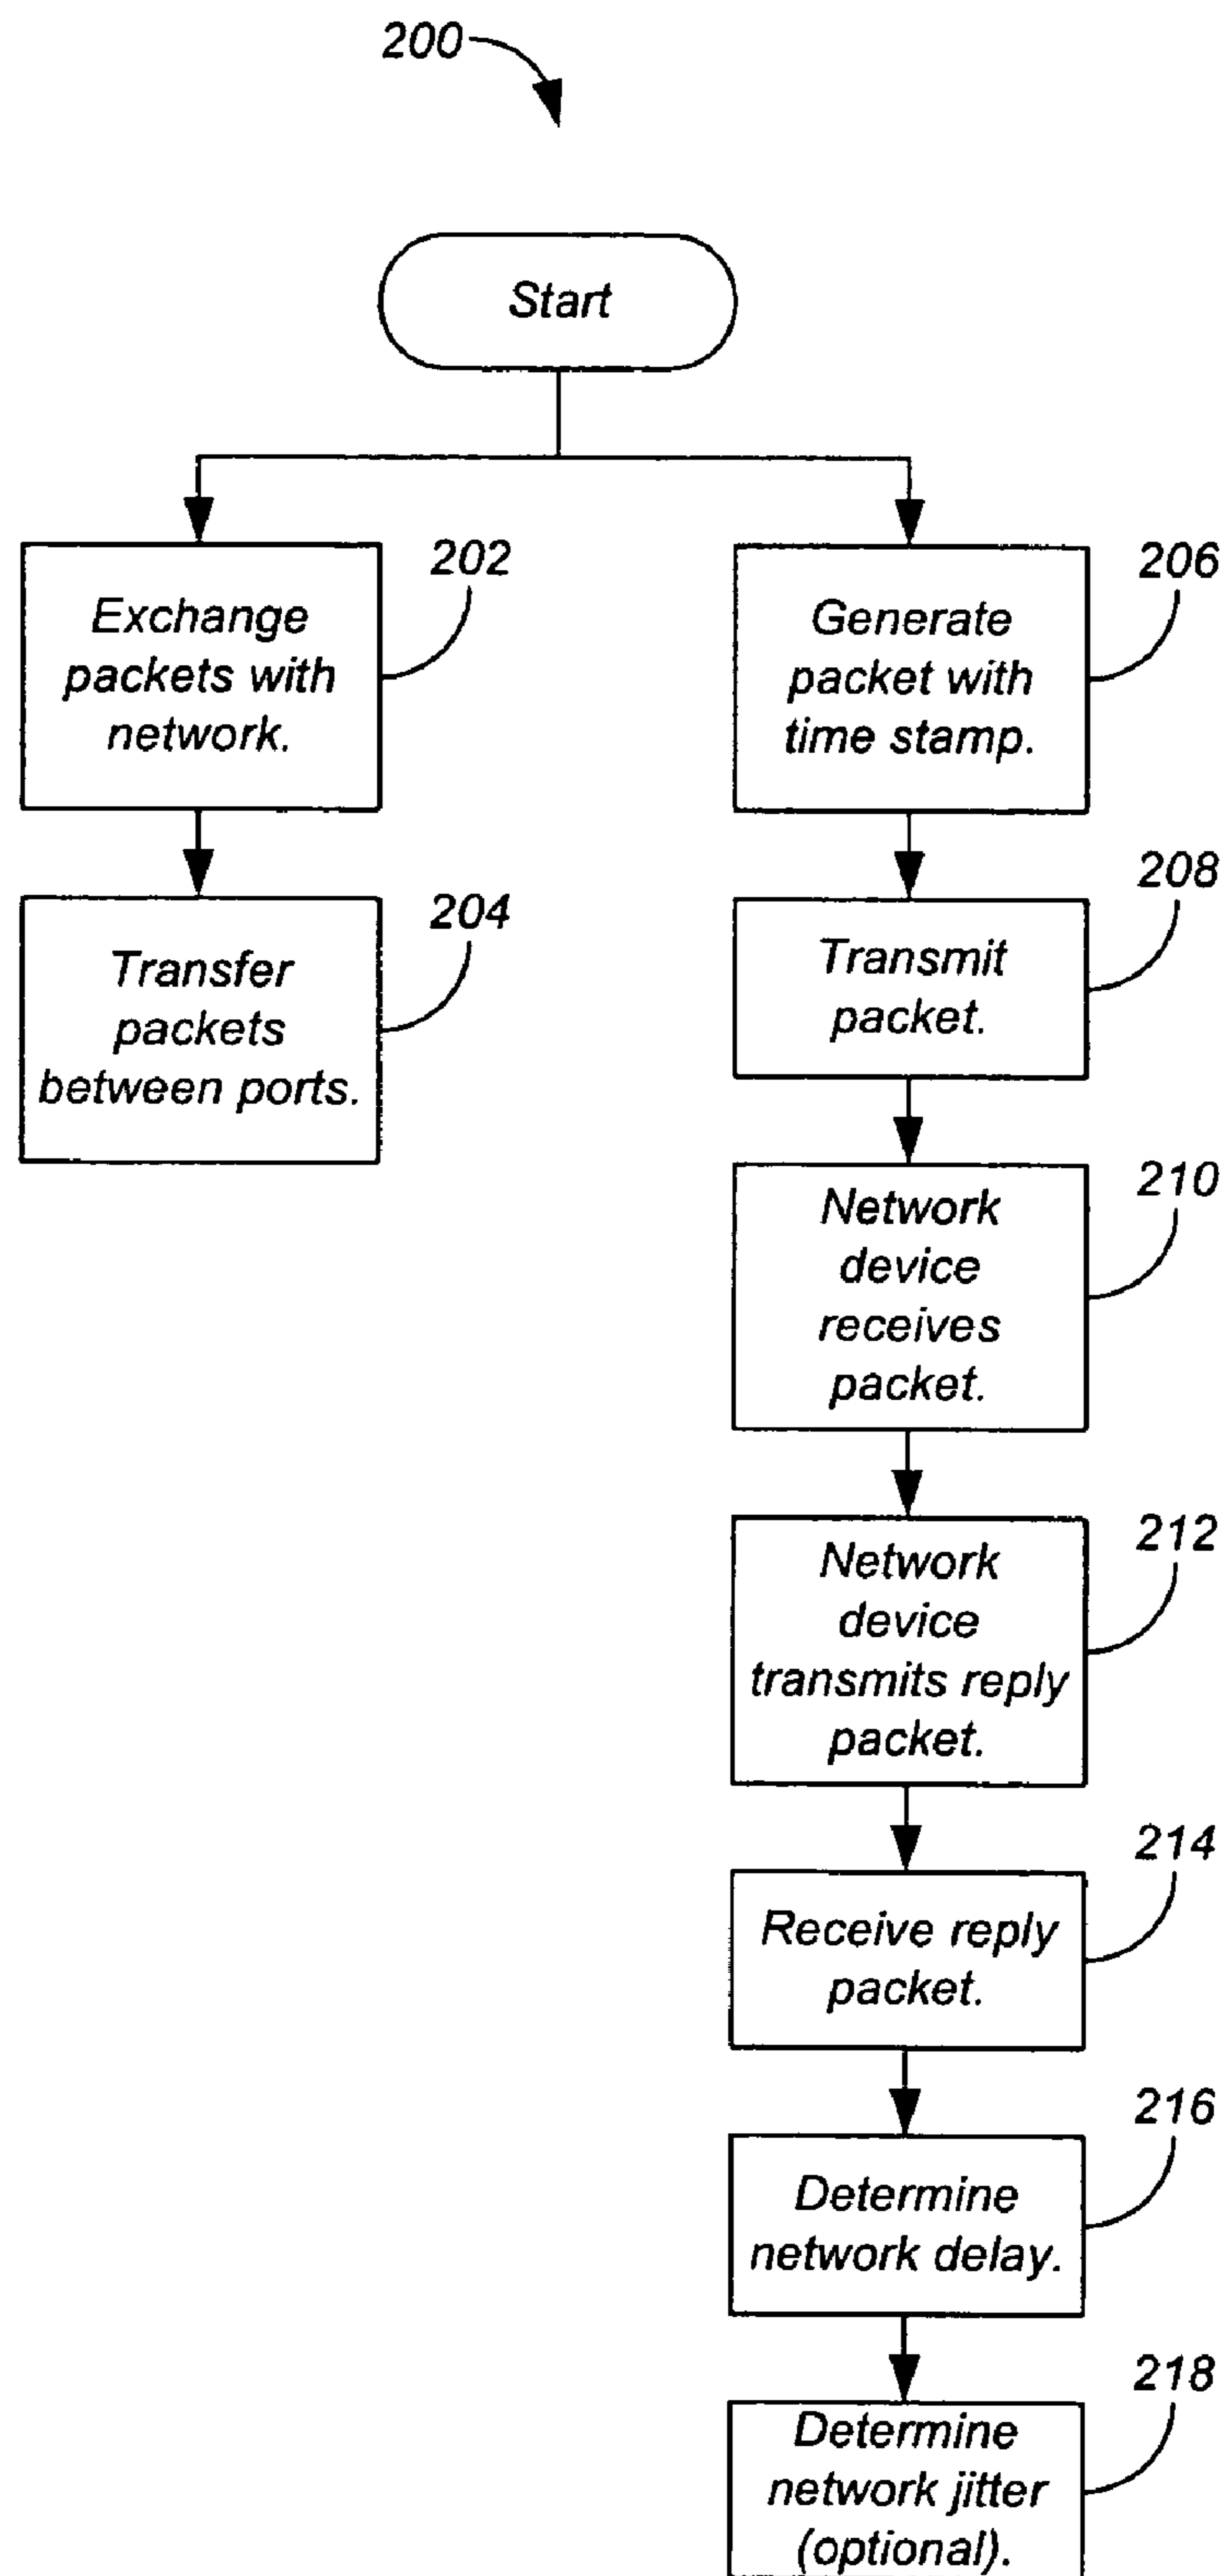 200
Start
202
Exchange
packets with
network.
204
Transfer
packets
between ports.
206
Generate
packet with
time stamp.
208
Transmit
packet.
210
Network
device
receives
packet.
212
Network
device
transmits reply
packet.
214
Receive reply
packet.
216
Determine
network delay.
218
Determine
network jitter
(optional).